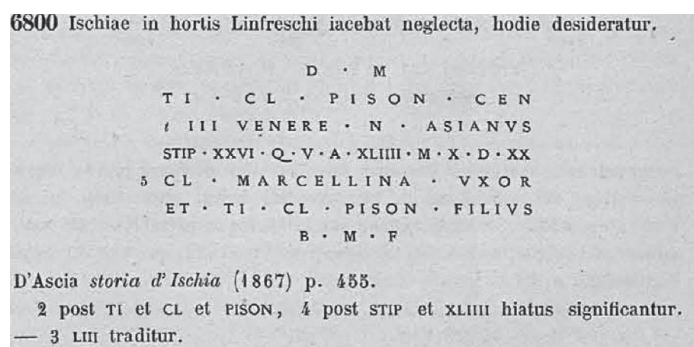 6800 Ischiae in hortis Linfreschi iacebat neglecta, hodie desideratur.
D · M
TI · CL · PISON · CEN
t III VENERE · N · ASIANVS
STIP · XXVI · Q · V · A · XLIIII · M · X · D · XX
5 CL · MARCELLINA · VXOR
ET · TI · CL · PISON · FILIVS
B · M · F
D'Ascia storia d'Ischia (1867) p. 455.
2 post TI et CL et PISON, 4 post STIP et XLIIII hiatus significantur.
— 3 LIII traditur.